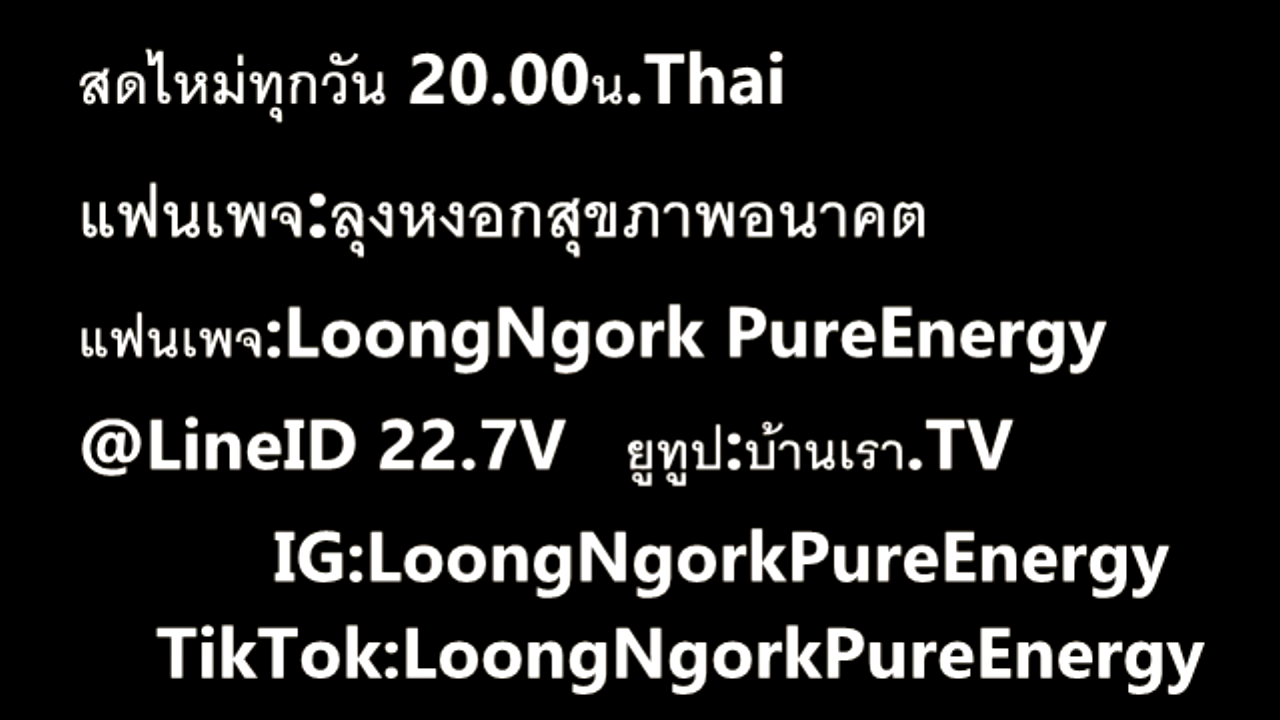 สดใหม่ทุกวัน 20.00น.Thai
แฟนเพจ:ลุงหงอกสุขภาพอนาคต
แฟนเพจ:LoongNgork PureEnergy
@LineID 22.7V ยูทูป:บ้านเรา.TV
IG:LoongNgorkPureEnergy
TikTok:LoongNgorkPureEnergy